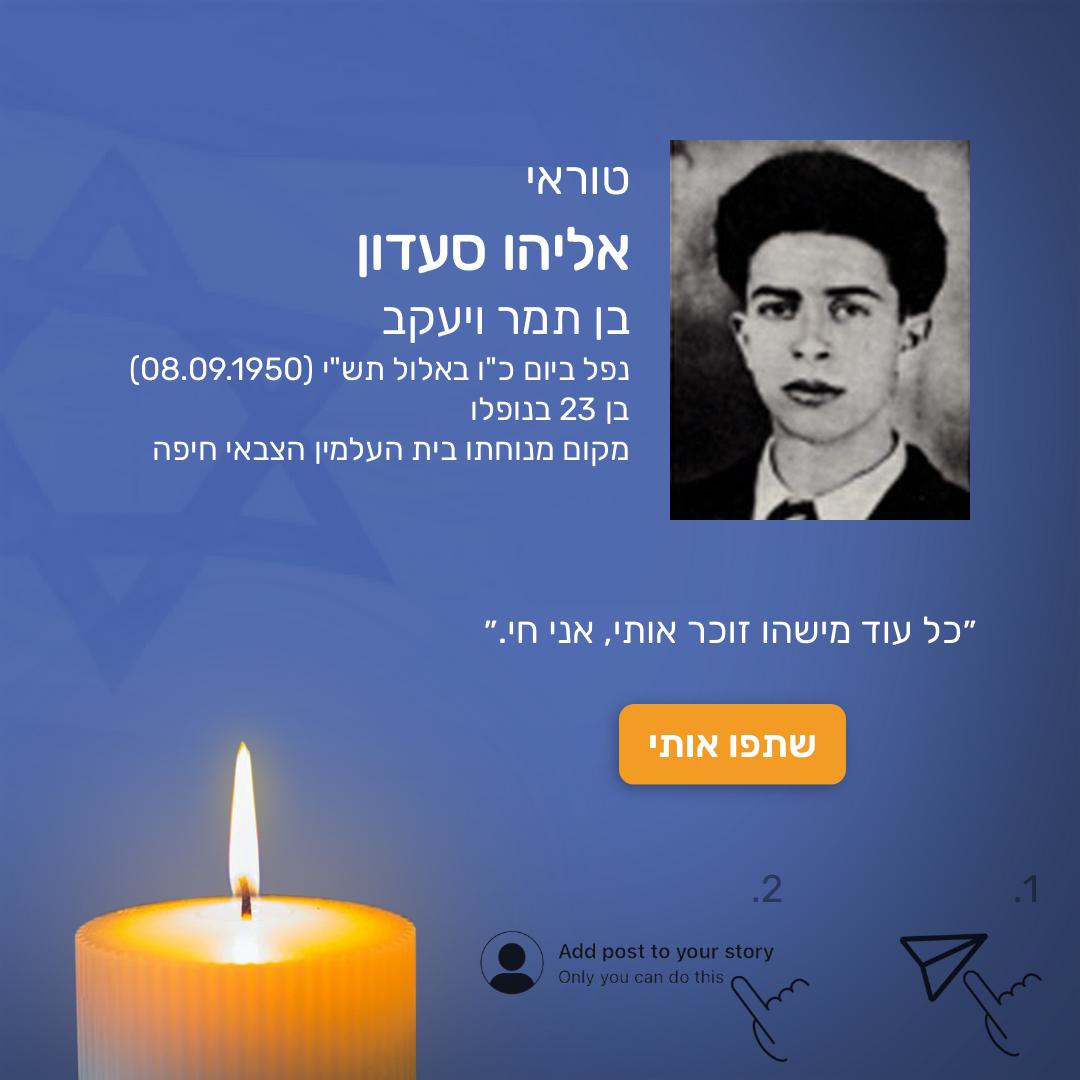 טוראי
אליהו סעדון
בן תמר ויעקב
נפל ביום כ"ו באלול תש"י (08.09.1950)
בן 23 בנופלו
מקום מנוחתו בית העלמין הצבאי חיפה
״כל עוד מישהו זוכר אותי, אני חי.״
שתפו אותי
.1
.2
Add post to your story
Only you can do this